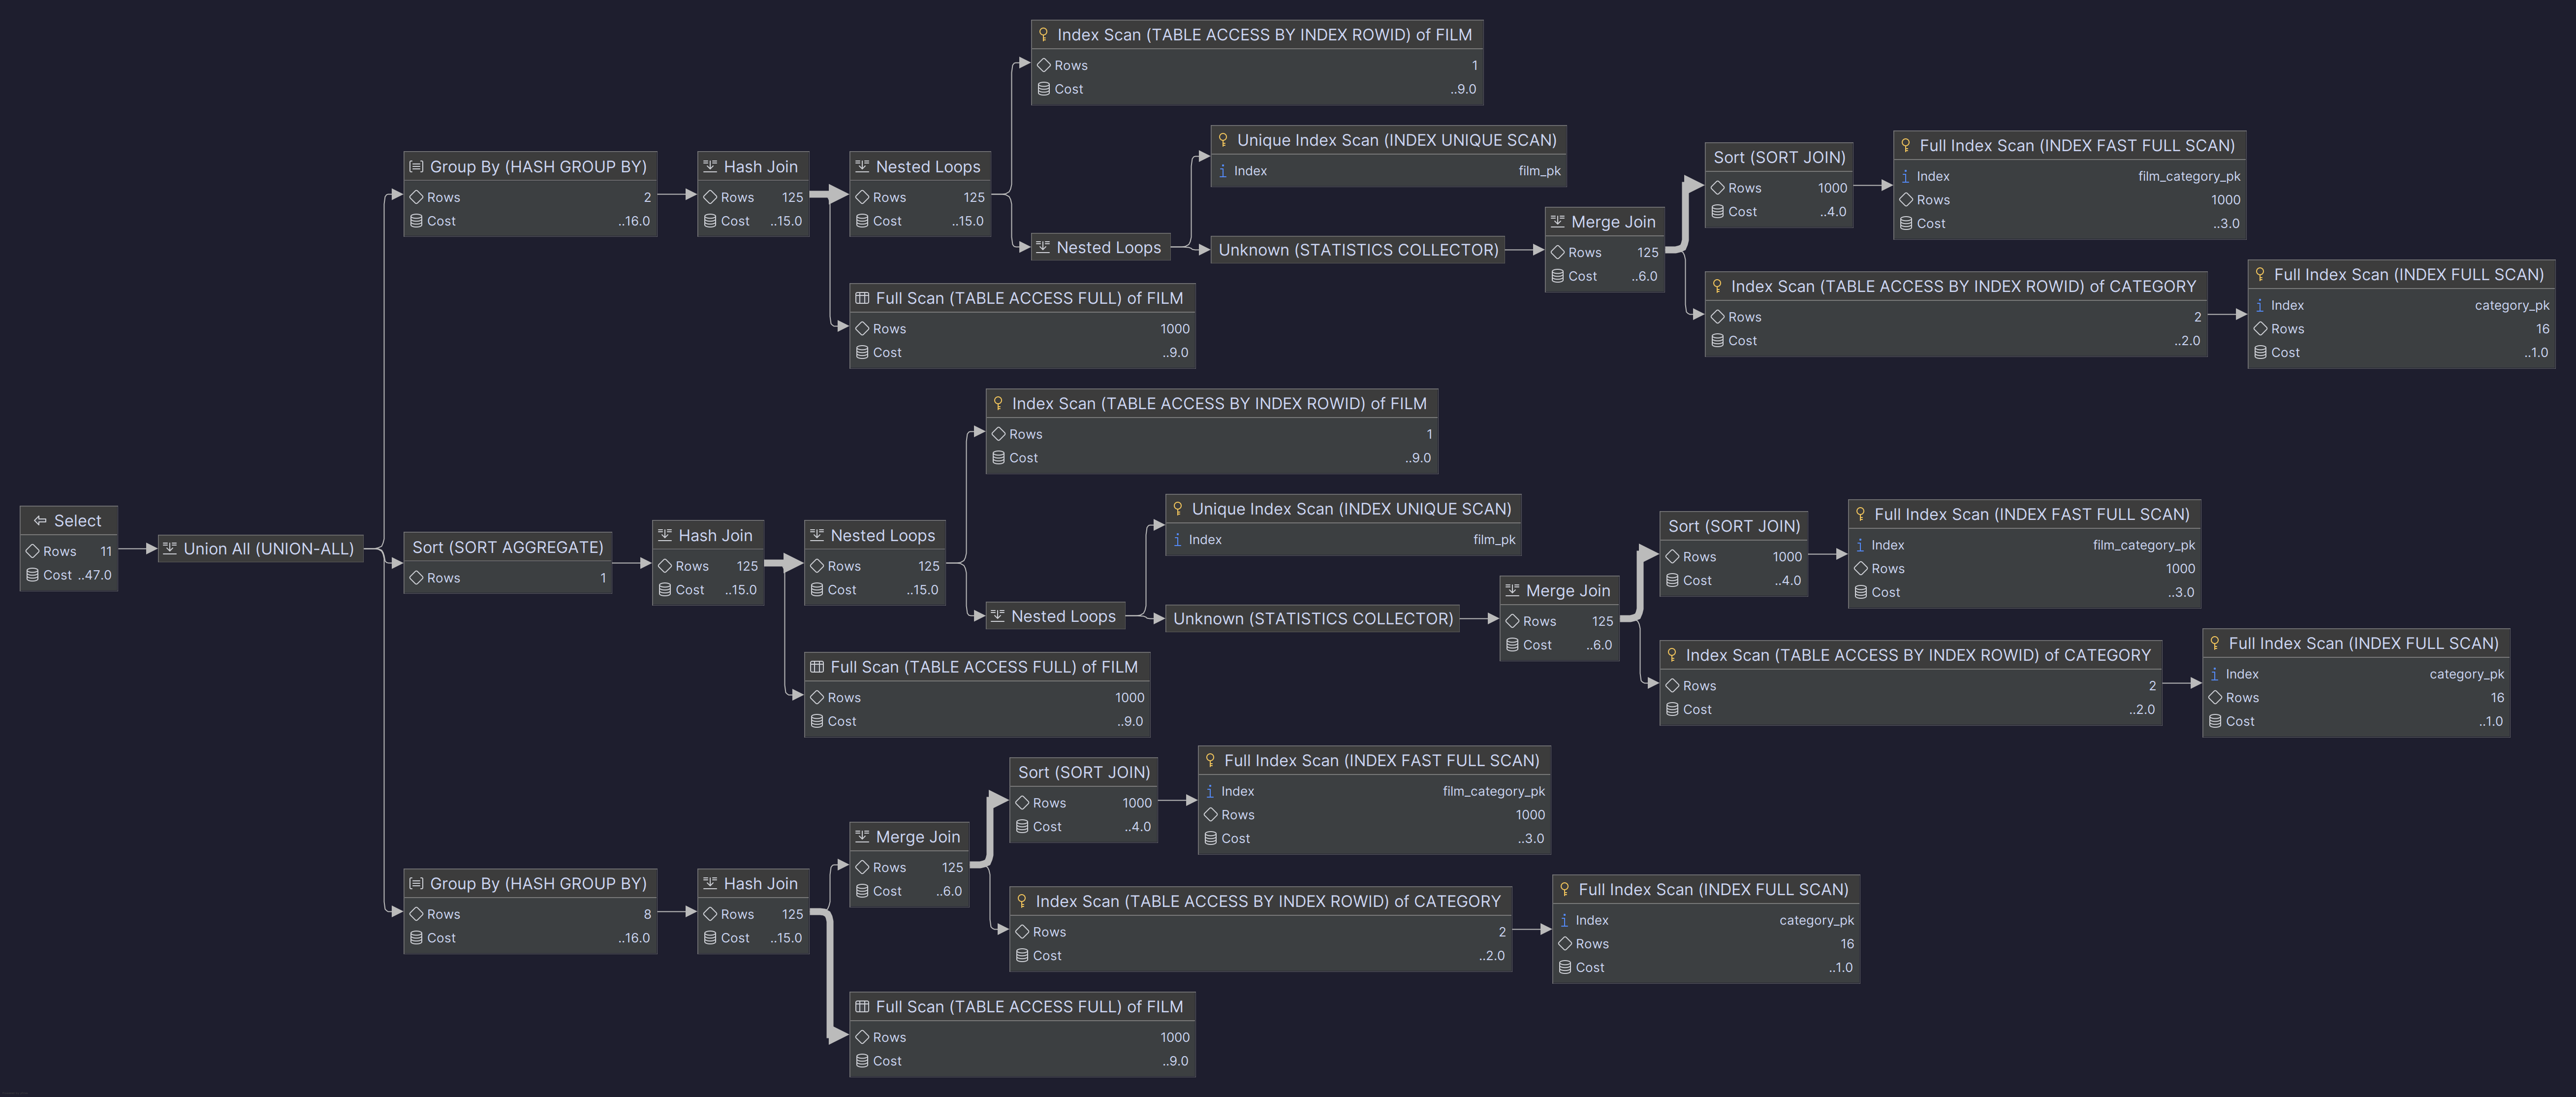 Select
Rows 11
Cost ..47.0
Union All (UNION-ALL)
Group By (HASH GROUP BY)
Rows 2
Cost ..16.0
Hash Join
Rows 125
Cost ..15.0
Nested Loops
Rows 125
Cost ..15.0
Index Scan (TABLE ACCESS BY INDEX ROWID) of FILM
Rows 1
Cost ..9.0
Nested Loops
Unique Index Scan (INDEX UNIQUE SCAN)
i Index film_pk
Unknown (STATISTICS COLLECTOR)
Merge Join
Rows 125
Cost ..6.0
Sort (SORT JOIN)
Rows 1000
Cost ..4.0
Full Index Scan (INDEX FAST FULL SCAN)
i Index film_category_pk
Rows 1000
Cost ..3.0
Index Scan (TABLE ACCESS BY INDEX ROWID) of CATEGORY
Rows 2
Cost ..2.0
Full Index Scan (INDEX FULL SCAN)
i Index category_pk
Rows 16
Cost ..1.0
Full Scan (TABLE ACCESS FULL) of FILM
Rows 1000
Cost ..9.0
Sort (SORT AGGREGATE)
Rows 1
Hash Join
Rows 125
Cost ..15.0
Nested Loops
Rows 125
Cost ..15.0
Index Scan (TABLE ACCESS BY INDEX ROWID) of FILM
Rows 1
Cost ..9.0
Nested Loops
Unique Index Scan (INDEX UNIQUE SCAN)
i Index film_pk
Unknown (STATISTICS COLLECTOR)
Merge Join
Rows 125
Cost ..6.0
Sort (SORT JOIN)
Rows 1000
Cost ..4.0
Full Index Scan (INDEX FAST FULL SCAN)
i Index film_category_pk
Rows 1000
Cost ..3.0
Index Scan (TABLE ACCESS BY INDEX ROWID) of CATEGORY
Rows 2
Cost ..2.0
Full Index Scan (INDEX FULL SCAN)
i Index category_pk
Rows 16
Cost ..1.0
Full Scan (TABLE ACCESS FULL) of FILM
Rows 1000
Cost ..9.0
Group By (HASH GROUP BY)
Rows 8
Cost ..16.0
Hash Join
Rows 125
Cost ..15.0
Merge Join
Rows 125
Cost ..6.0
Sort (SORT JOIN)
Rows 1000
Cost ..4.0
Full Index Scan (INDEX FAST FULL SCAN)
i Index film_category_pk
Rows 1000
Cost ..3.0
Index Scan (TABLE ACCESS BY INDEX ROWID) of CATEGORY
Rows 2
Cost ..2.0
Full Index Scan (INDEX FULL SCAN)
i Index category_pk
Rows 16
Cost ..1.0
Full Scan (TABLE ACCESS FULL) of FILM
Rows 1000
Cost ..9.0